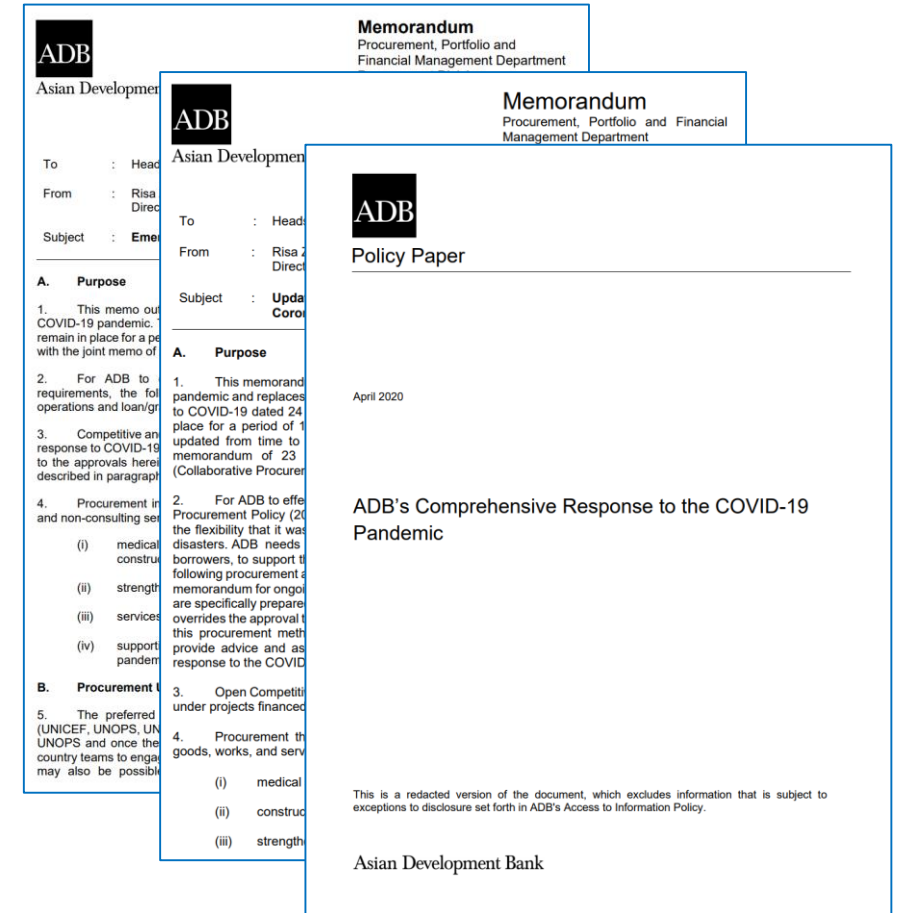 ADB
Asian Developmen
Memorandum
Procurement, Portfolio and
Financial Management Department
To : Head
From : Risa
Direc
Subject : Emer
A. Purpose
1. This memo out
COVID-19 pandemic.
remain in place for a pe
with the joint memo of
2. For ADB to
requirements, the fol
operations and loan/gr
3. Competitive an
response to COVID-19
to the approvals herei
described in paragraph
4. Procurement in
and non-consulting ser
(i) medical
constru
(ii) strength
(iii) services
(iv) supporti
pandem
B. Procurement
5. The preferred
(UNICEF, UNOPS, UN
UNOPS and once the
country teams to engag
may also be possible
ADB
Asian Developmen
Memorandum
Procurement, Portfolio and Financial
Management Department
To : Heads
From : Risa
Direct
Subject : Upda
Coro
A. Purpose
1. This memorand
pandemic and replaces
to COVID-19 dated 24
place for a period of 1
updated from time to
memorandum of 23
(Collaborative Procurem
2. For ADB to effe
Procurement Policy (20
the flexibility that it was
disasters. ADB needs
borrowers, to support th
following procurement a
memorandum for ongoi
are specifically prepare
overrides the approval t
this procurement meth
provide advice and as
response to the COVID
3. Open Competiti
under projects financed
4. Procurement th
goods, works, and serv
(i) medical
(ii) construc
(iii) strength
ADB
Policy Paper
April 2020
ADB's Comprehensive Response to the COVID-19
Pandemic
This is a redacted version of the document, which excludes information that is subject to
exceptions to disclosure set forth in ADB's Access to Information Policy.
Asian Development Bank